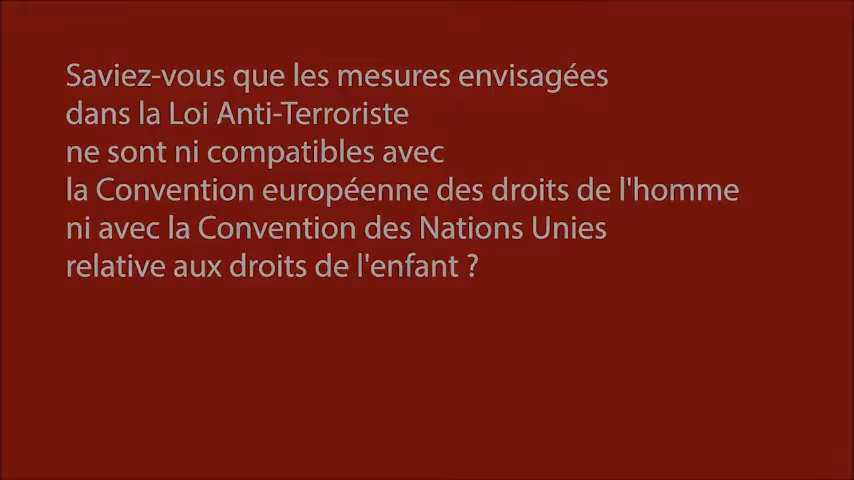 Saviez-vous que les mesures envisagées
dans la Loi Anti-Terroriste
ne sont ni compatibles avec
la Convention européenne des droits de l'homme
ni avec la Convention des Nations Unies
relative aux droits de l'enfant ?